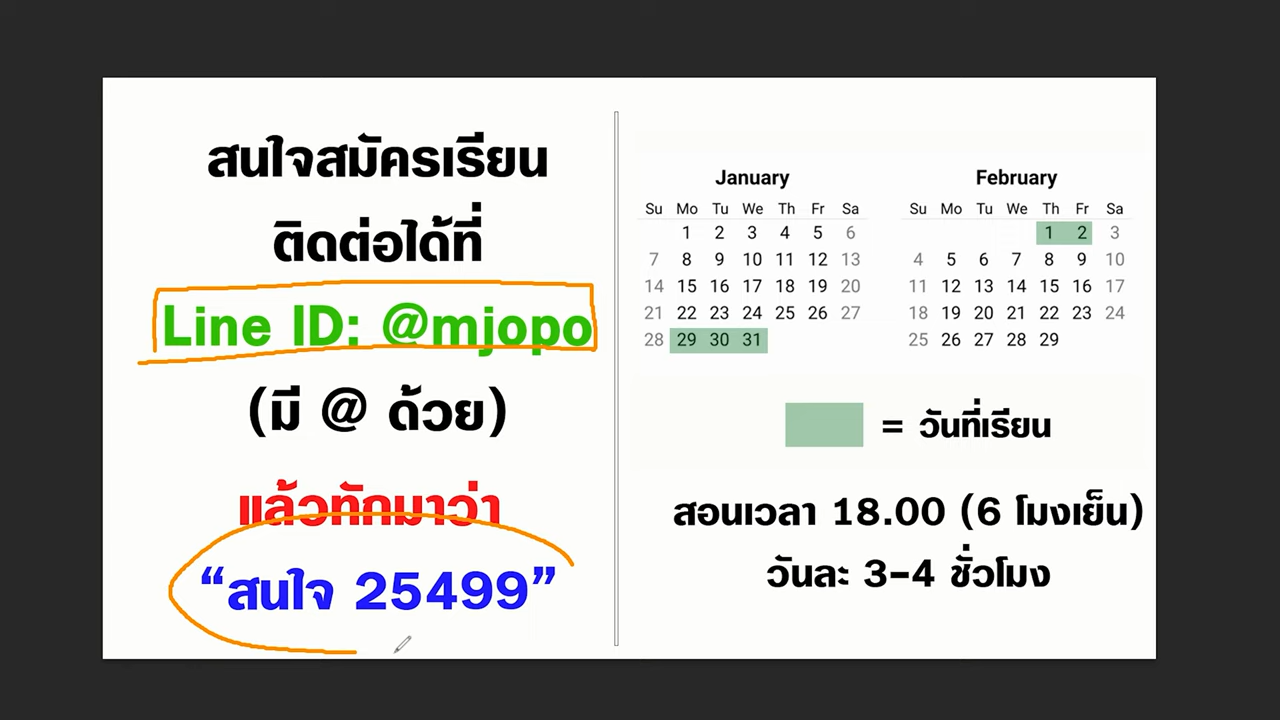 สนใจสมัครเรียน
ติดต่อได้ที่
Line ID: @mjopo
(มี @ ด้วย)
แล้วทักมาว่า
“สนใจ 25499”
January
Su Mo Tu We Th Fr Sa
1 2 3 4 5 6
7 8 9 10 11 12 13
14 15 16 17 18 19 20
21 22 23 24 25 26 27
28 29 30 31
February
Su Mo Tu We Th Fr Sa
1 2 3
4 5 6 7 8 9 10
11 12 13 14 15 16 17
18 19 20 21 22 23 24
25 26 27 28 29
= วันที่เรียน
สอนเวลา 18.00 (6 โมงเย็น)
วันละ 3-4 ชั่วโมง